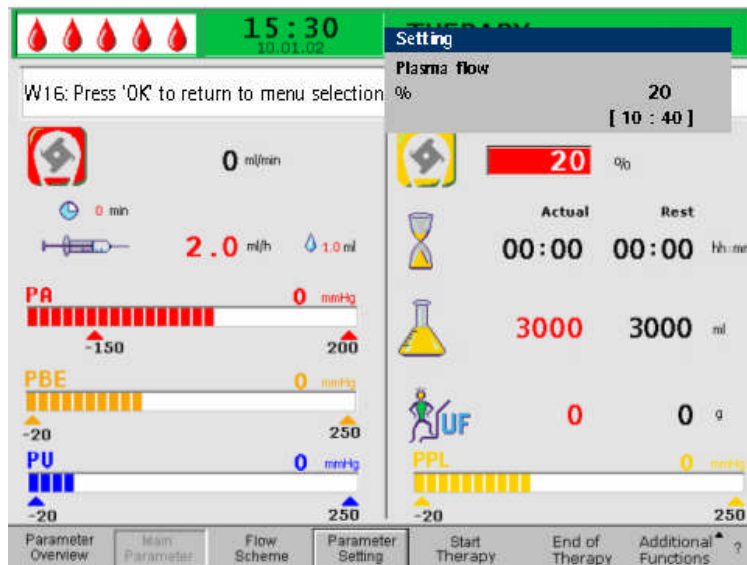 15:30
10.01.02
THERAPY
Setting
Plasma flow
% 20
[ 10 : 40 ]
W16: Press 'OK' to return to menu selection
0 ml/min
20 %
0 min
2.0 ml/h 1.0 ml
Actual Rest
00:00 00:00 hh:mm
PA 0 mmHg
-150 200
3000 3000 ml
PBE 0 mmHg
-20 250
UF 0 0 g
PV 0 mmHg
-20 250
PPL 0 mmHg
-20 250
Parameter Overview
Main Parameter
Flow Scheme
Parameter Setting
Start Therapy
End of Therapy
Additional Functions
?